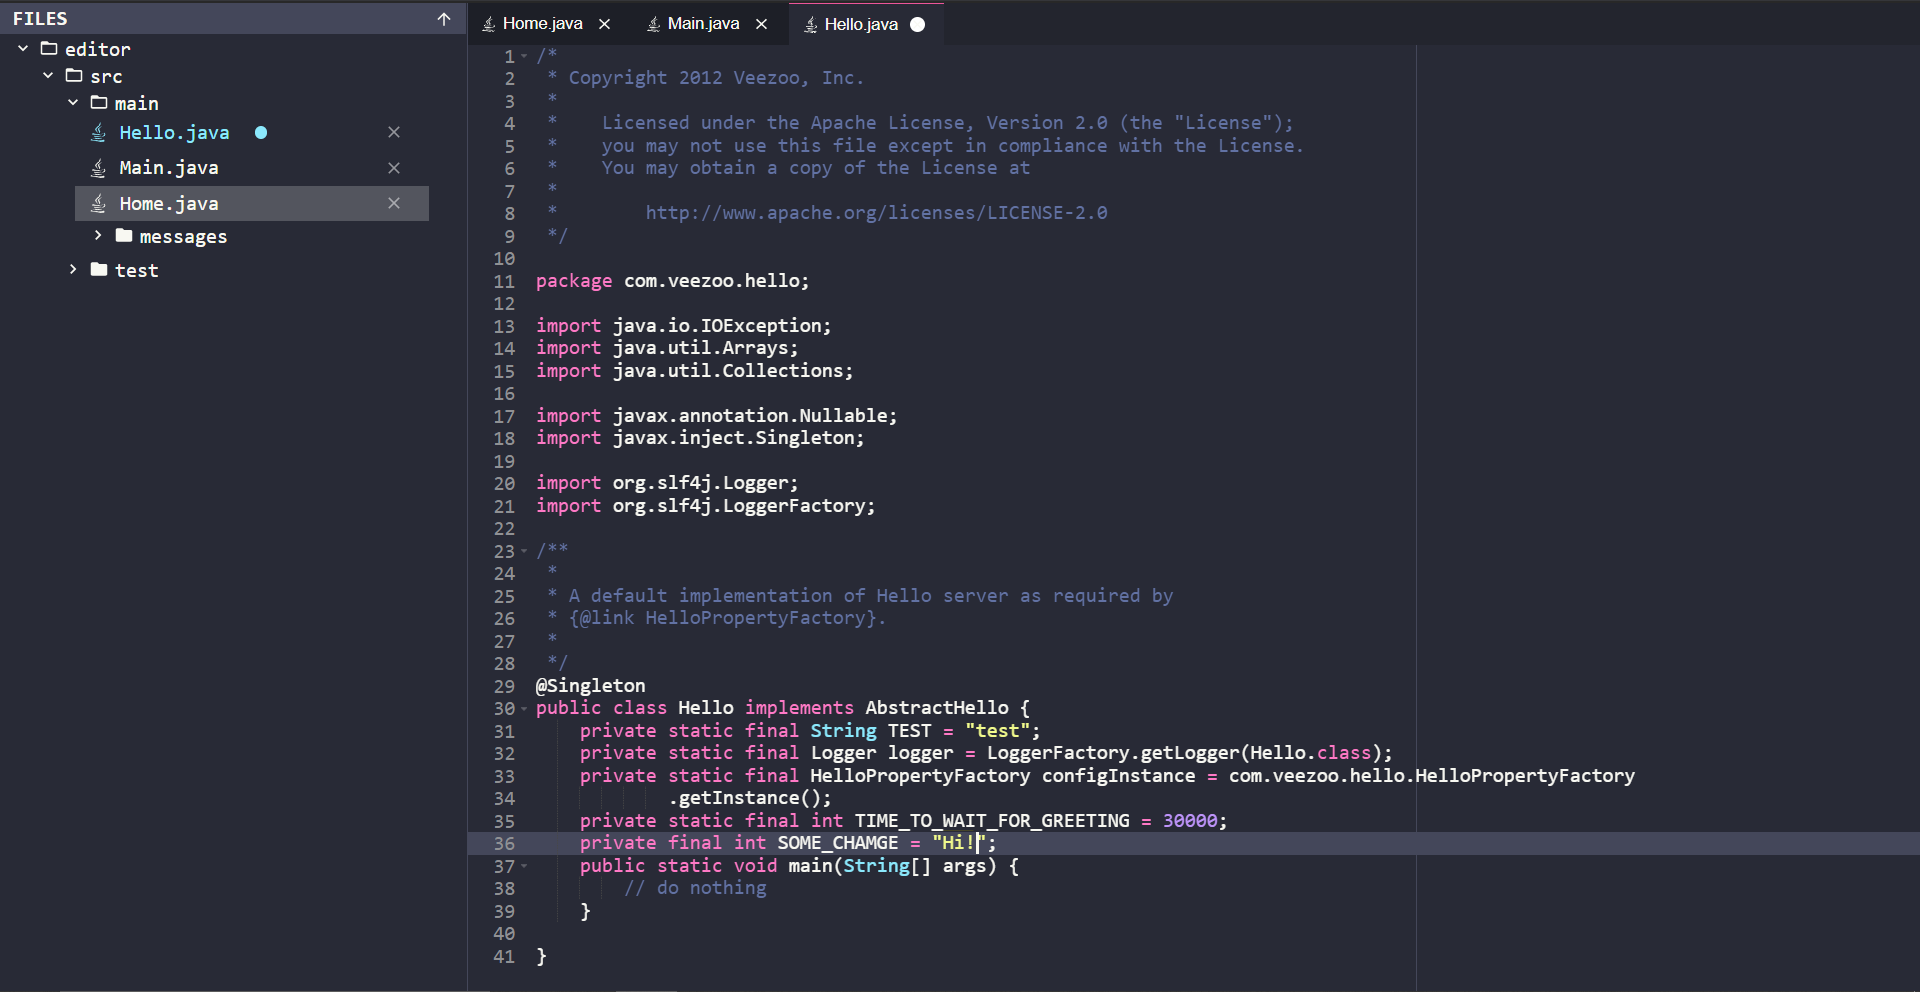 FILES
editor
src
main
Hello.java
Main.java
Home.java
messages
test
Home.java
Main.java
Hello.java
1 /*
2  * Copyright 2012 Veezoo, Inc.
3  *
4  *    Licensed under the Apache License, Version 2.0 (the "License");
5  *    you may not use this file except in compliance with the License.
6  *    You may obtain a copy of the License at
7  *
8  *        http://www.apache.org/licenses/LICENSE-2.0
9  */
10
11 package com.veezoo.hello;
12
13 import java.io.IOException;
14 import java.util.Arrays;
15 import java.util.Collections;
16
17 import javax.annotation.Nullable;
18 import javax.inject.Singleton;
19
20 import org.slf4j.Logger;
21 import org.slf4j.LoggerFactory;
22
23 /**
24  *
25  * A default implementation of Hello server as required by
26  * {@link HelloPropertyFactory}.
27  *
28  */
29 @Singleton
30 public class Hello implements AbstractHello {
31     private static final String TEST = "test";
32     private static final Logger logger = LoggerFactory.getLogger(Hello.class);
33     private static final HelloPropertyFactory configInstance = com.veezoo.hello.HelloPropertyFactory
34             .getInstance();
35     private static final int TIME_TO_WAIT_FOR_GREETING = 30000;
36     private final int SOME_CHAMGE = "Hi!";
37     public static void main(String[] args) {
38         // do nothing
39     }
40
41 }